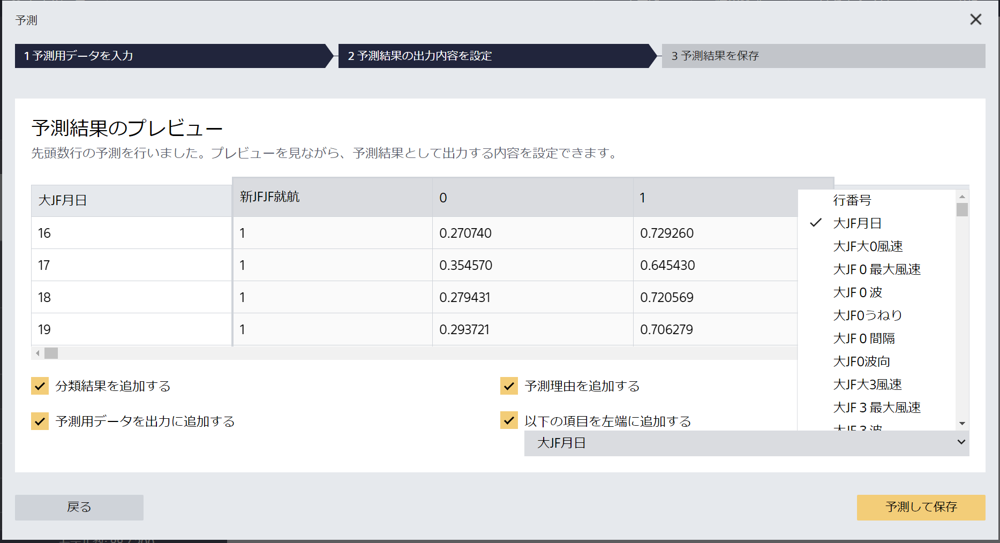 予測
1 予測用データを入力
2 予測結果の出力内容を設定
3 予測結果を保存
予測結果のプレビュー
先頭数行の予測を行いました。プレビューを見ながら、予測結果として出力する内容を設定できます。
大JF月日 新JFJF就航 0 1
16 1 0.270740 0.729260
17 1 0.354570 0.645430
18 1 0.279431 0.720569
19 1 0.293721 0.706279
行番号
大JF月日
大JF大0風速
大JF０最大風速
大JF０波
大JF0うねり
大JF０間隔
大JF0波向
大JF大3風速
大JF３最大風速
大JF３波
分類結果を追加する
予測理由を追加する
予測用データを出力に追加する
以下の項目を左端に追加する
大JF月日
戻る
予測して保存